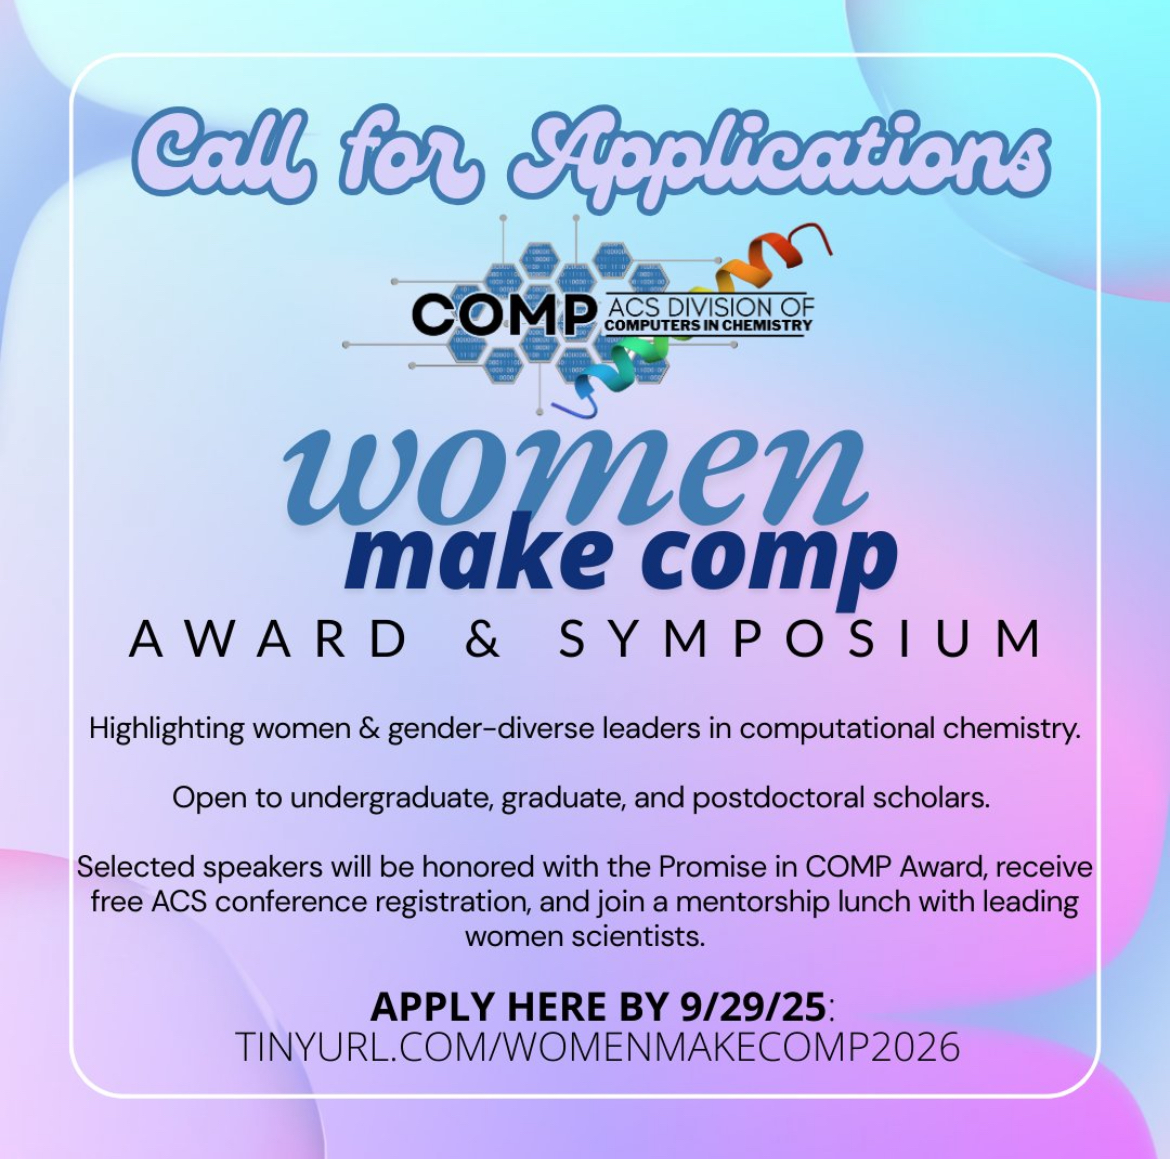 Call for Applications
COMP ACS DIVISION OF
COMPUTERS IN CHEMISTRY
women
make comp
AWARD & SYMPOSIUM
Highlighting women & gender-diverse leaders in computational chemistry.
Open to undergraduate, graduate, and postdoctoral scholars.
Selected speakers will be honored with the Promise in COMP Award, receive
free ACS conference registration, and join a mentorship lunch with leading
women scientists.
APPLY HERE BY 9/29/25:
TINYURL.COM/WOMENMAKECOMP2026